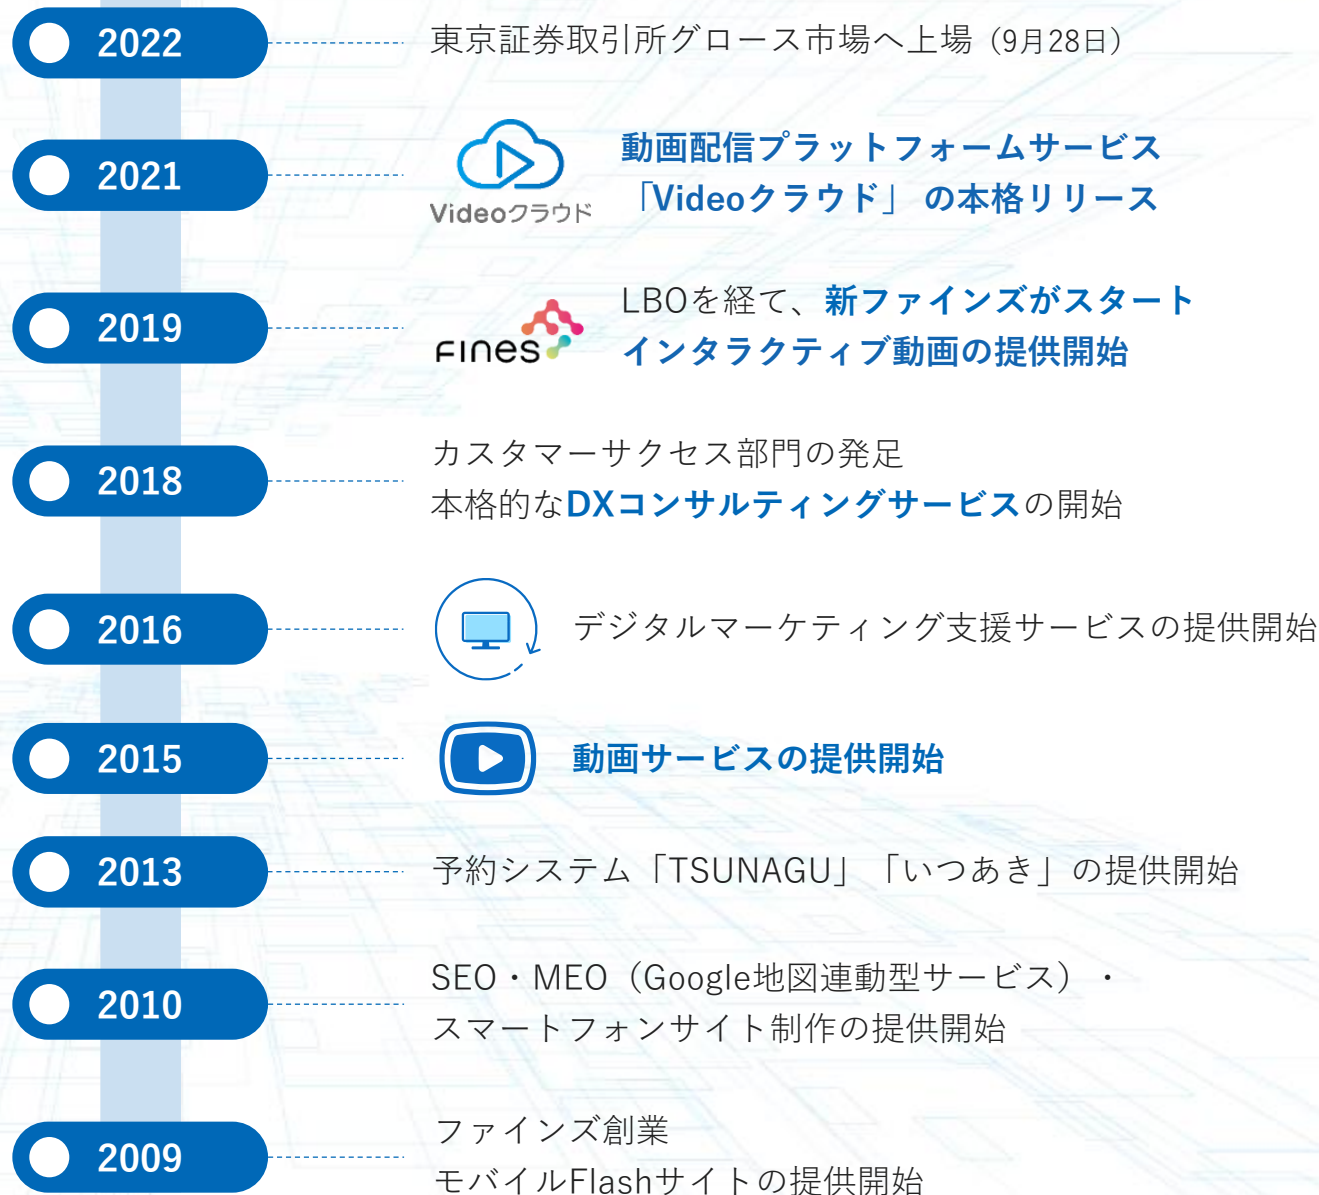 2022
東京証券取引所グロース市場へ上場（9月28日）
2021
Videoクラウド
動画配信プラットフォームサービス
「Videoクラウド」の本格リリース
2019
FINES
LBOを経て、新ファインズがスタート
インタラクティブ動画の提供開始
2018
カスタマーサクセス部門の発足
本格的なDXコンサルティングサービスの開始
2016
デジタルマーケティング支援サービスの提供開始
2015
動画サービスの提供開始
2013
予約システム「TSUNAGU」「いつあき」の提供開始
2010
SEO・MEO（Google地図連動型サービス）・
スマートフォンサイト制作の提供開始
2009
ファインズ創業
モバイルFlashサイトの提供開始